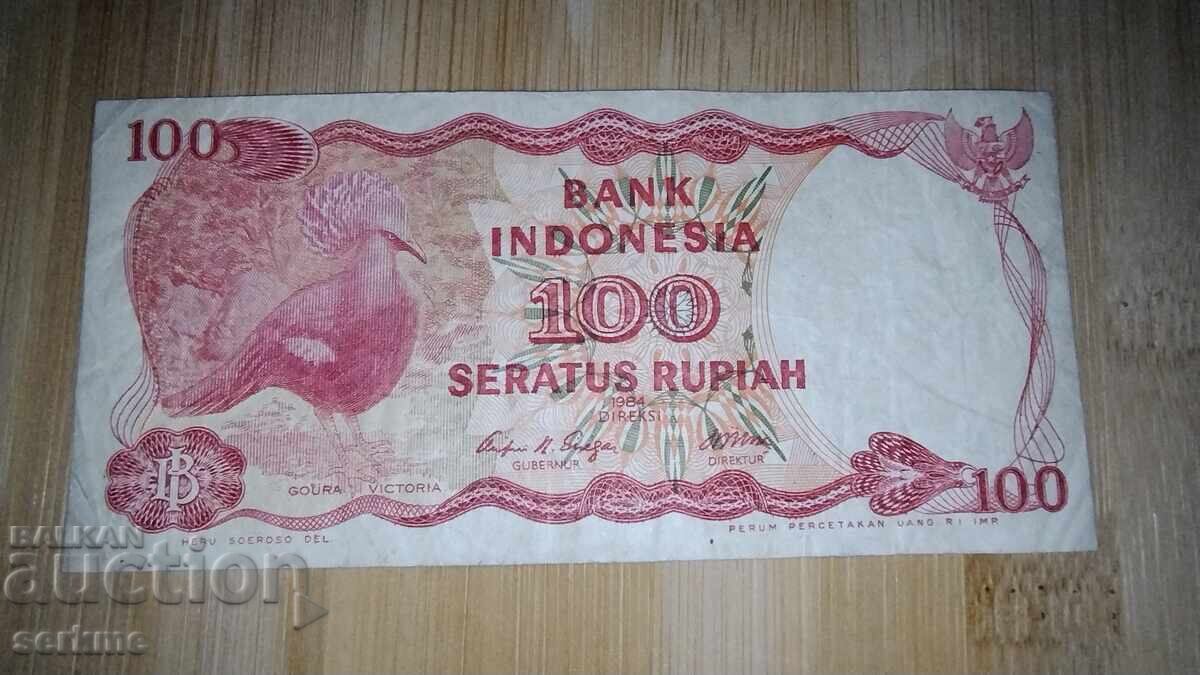 100
BANK
INDONESIA
100
SERATUS RUPIAH
1984
DIREKSI
GUBERNUR
DIREKTUR
GOURA VICTORIA
100
HERU SOEROSO DEL.
PERUM PERCETAKAN UANG RI IMP.
BALKAN
auction
serkme